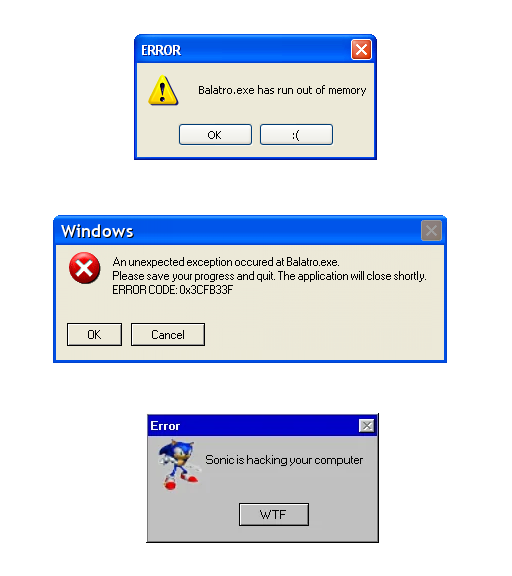 ERROR
Balatro.exe has run out of memory
OK
:(
Windows
An unexpected exception occured at Balatro.exe.
Please save your progress and quit. The application will close shortly.
ERROR CODE: 0x3CFB33F
OK
Cancel
Error
Sonic is hacking your computer
WTF